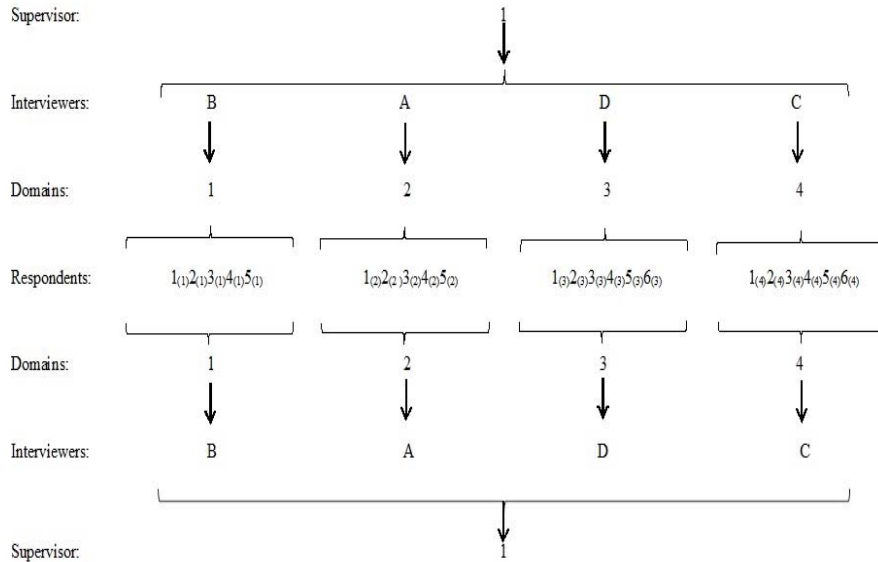 Supervisor: 1
Interviewers: B A D C
Domains: 1 2 3 4
Respondents: 1(1)2(1)3(1)4(1)5(1) 1(2)2(2)3(2)4(2)5(2) 1(3)2(3)3(3)4(3)5(3)6(3) 1(4)2(4)3(4)4(4)5(4)6(4)
Domains: 1 2 3 4
Interviewers: B A D C
Supervisor: 1